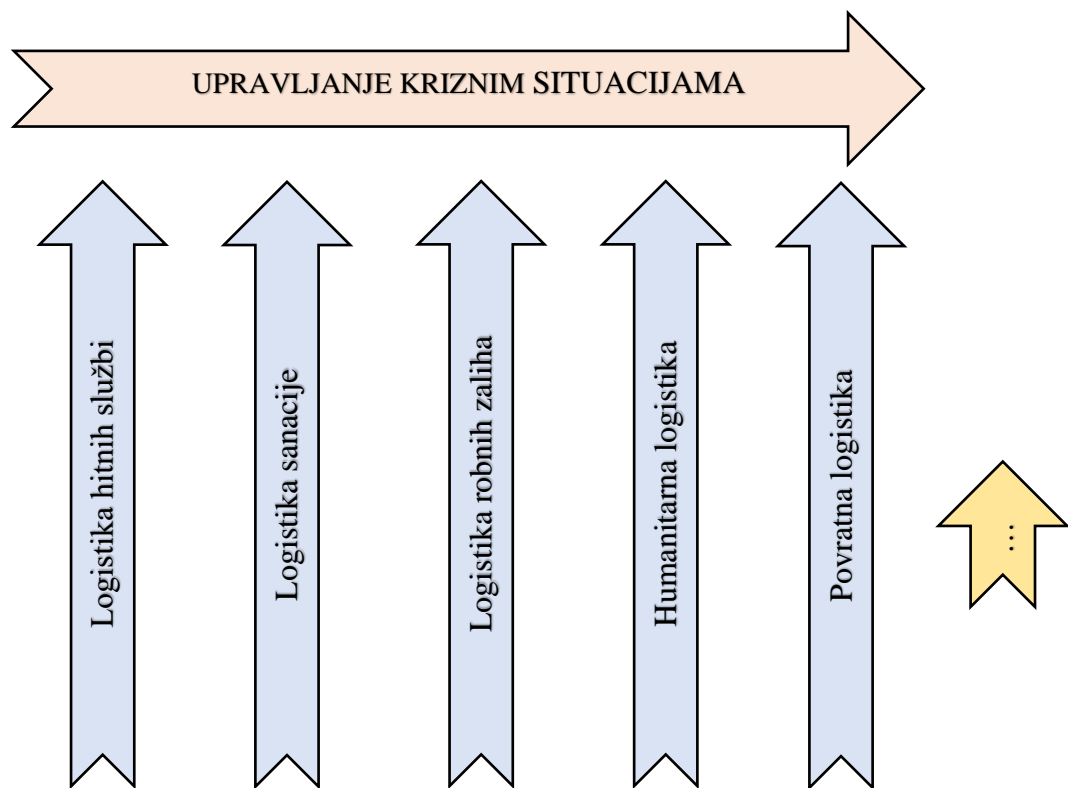 UPRAVLJANJE KRIZNIM SITUACIJAMA
Logistika hitnih službi
Logistika sanacije
Logistika robnih zaliha
Humanitarna logistika
Povratna logistika
...